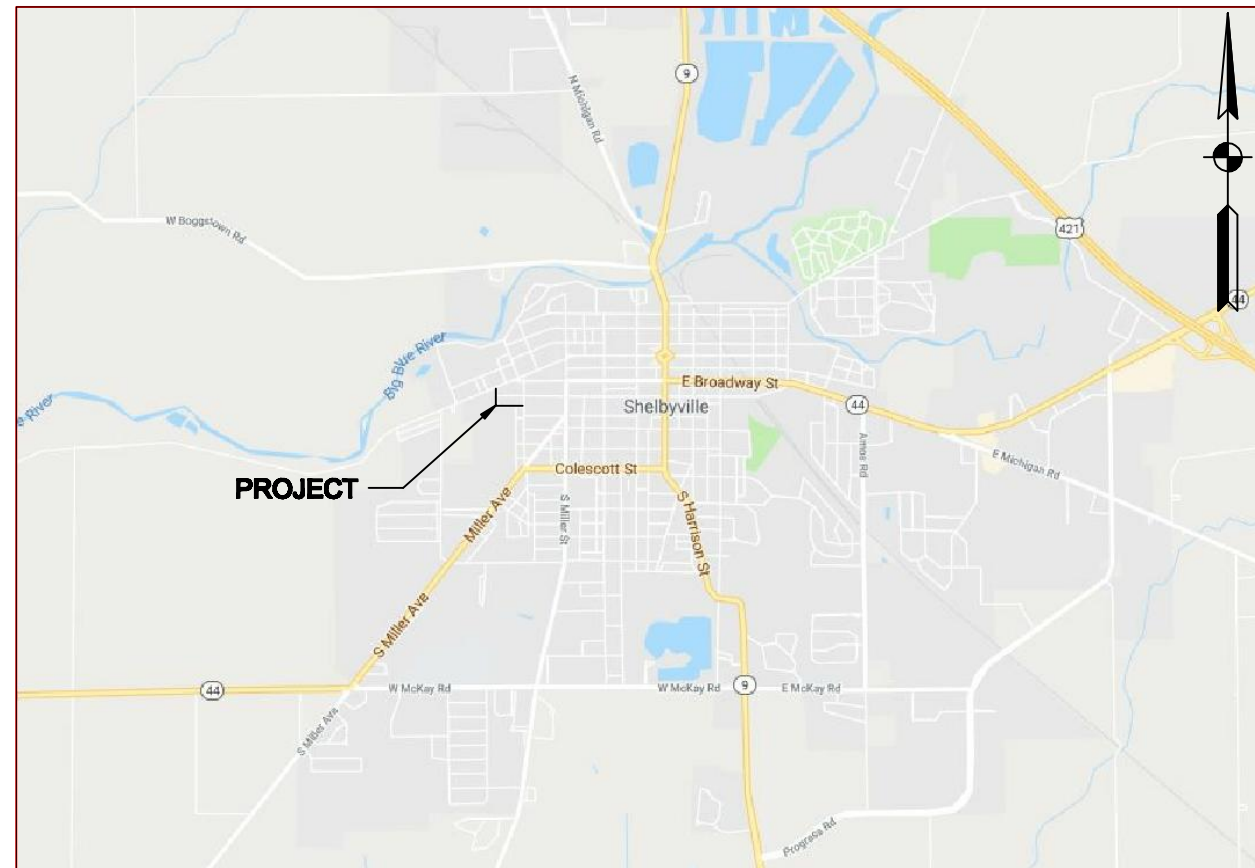 9
N Michigan Rd
421
W Boggstown Rd
44
Big Blue River
e River
E Broadway St
Shelbyville
44
PROJECT
Colescott St
E Michigan Rd
Amos Rd
Miller Ave
S Miller St
S Harrison St
S Miller Ave
44
W McKay Rd
W McKay Rd
9
E McKay Rd
S Miller Ave
Progress Rd